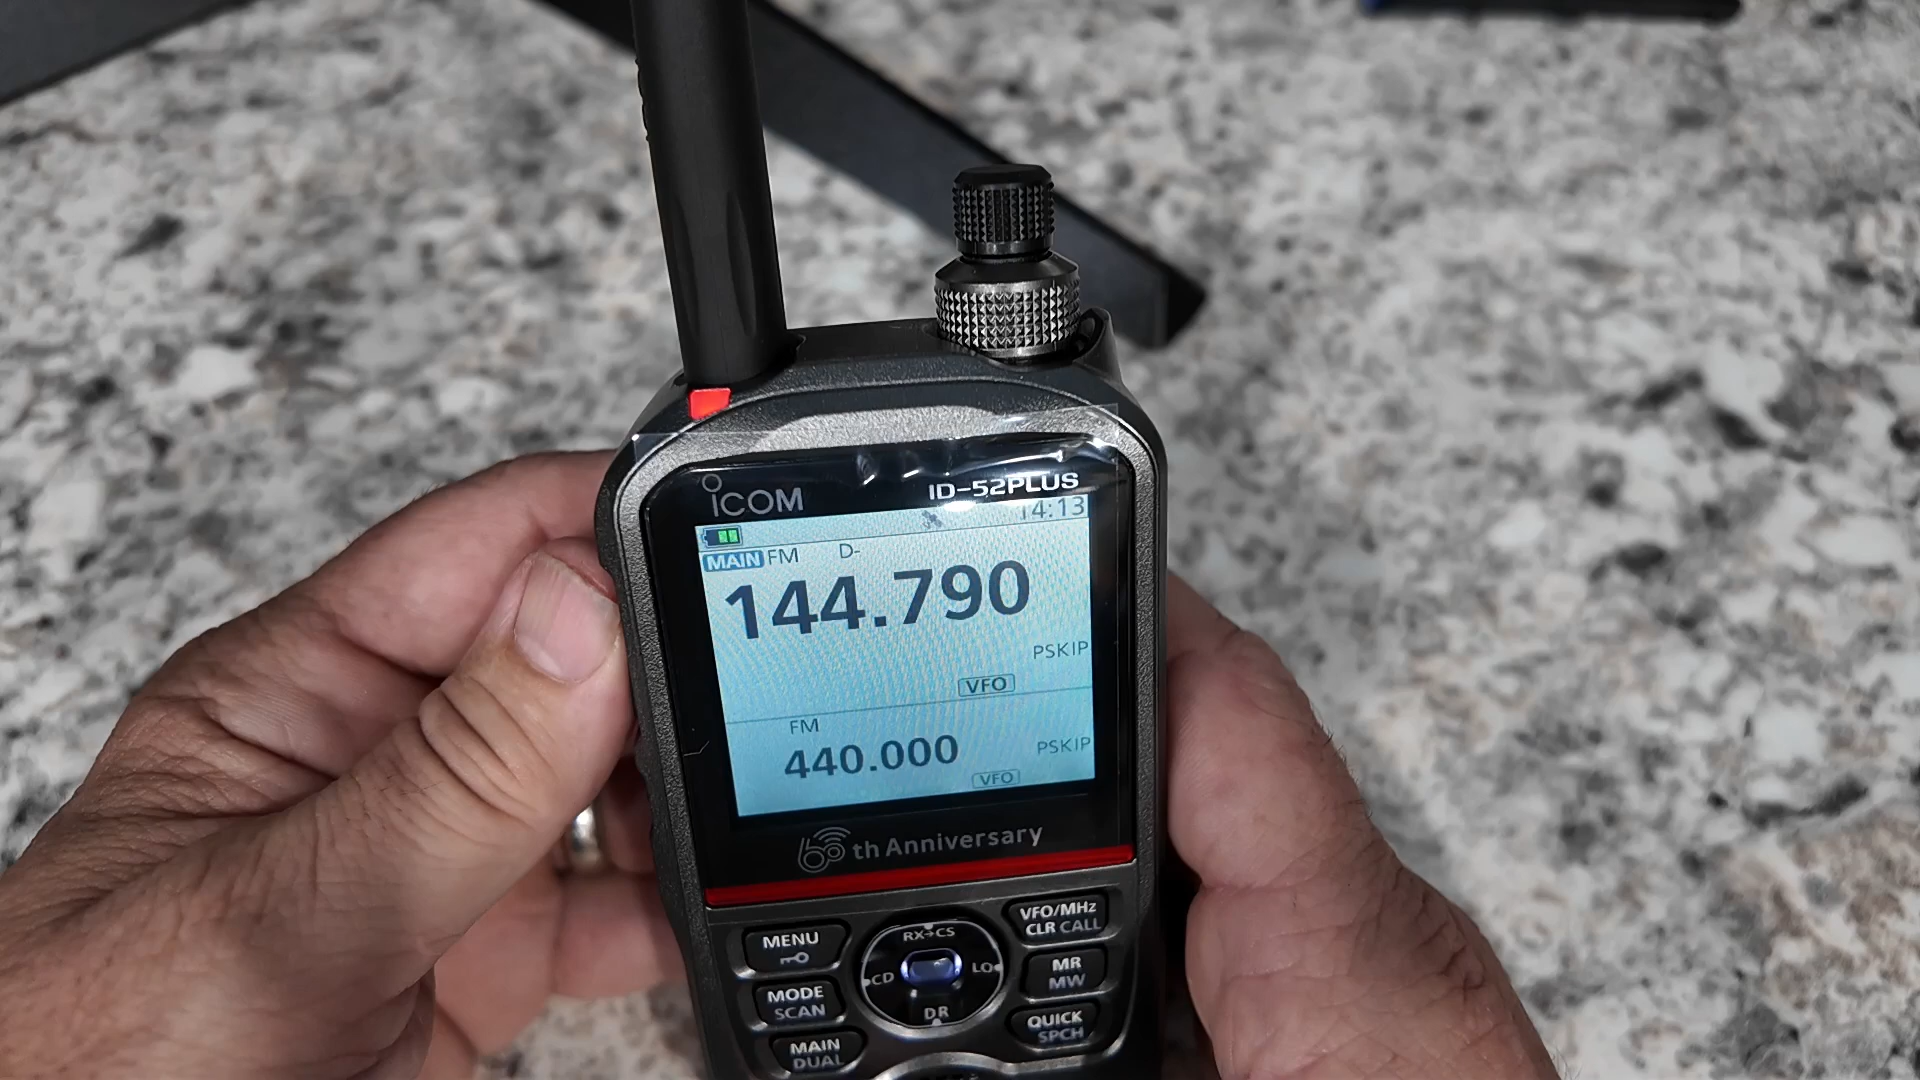 ICOM
ID-52PLUS
14:13
MAIN FM D-
144.790
PSKIP
VFO
FM
440.000
PSKIP
VFO
60th Anniversary
MENU
RX→CS
VFO/MHz
CLR CALL
CD
LO
MR
MW
MODE
SCAN
DR
QUICK
SPCH
MAIN
DUAL